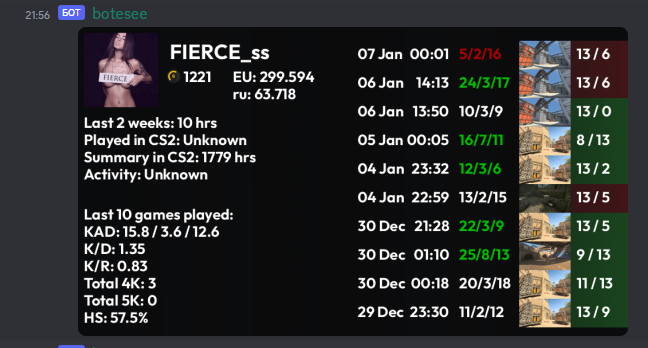 21:56 БОТ botesee
FIERCE_ss
FIERCE
1221 EU: 299.594
ru: 63.718
Last 2 weeks: 10 hrs
Played in CS2: Unknown
Summary in CS2: 1779 hrs
Activity: Unknown
Last 10 games played:
KAD: 15.8 / 3.6 / 12.6
K/D: 1.35
K/R: 0.83
Total 4K: 3
Total 5K: 0
HS: 57.5%
07 Jan 00:01 5/2/16 13 / 6
06 Jan 14:13 24/3/17 13 / 6
06 Jan 13:50 10/3/9 13 / 0
05 Jan 00:05 16/7/11 8 / 13
04 Jan 23:32 12/3/6 13 / 2
04 Jan 22:59 13/2/15 13 / 5
30 Dec 21:28 22/3/9 13 / 5
30 Dec 01:10 25/8/13 9 / 13
30 Dec 00:18 20/3/18 11 / 13
29 Dec 23:30 11/2/12 13 / 9